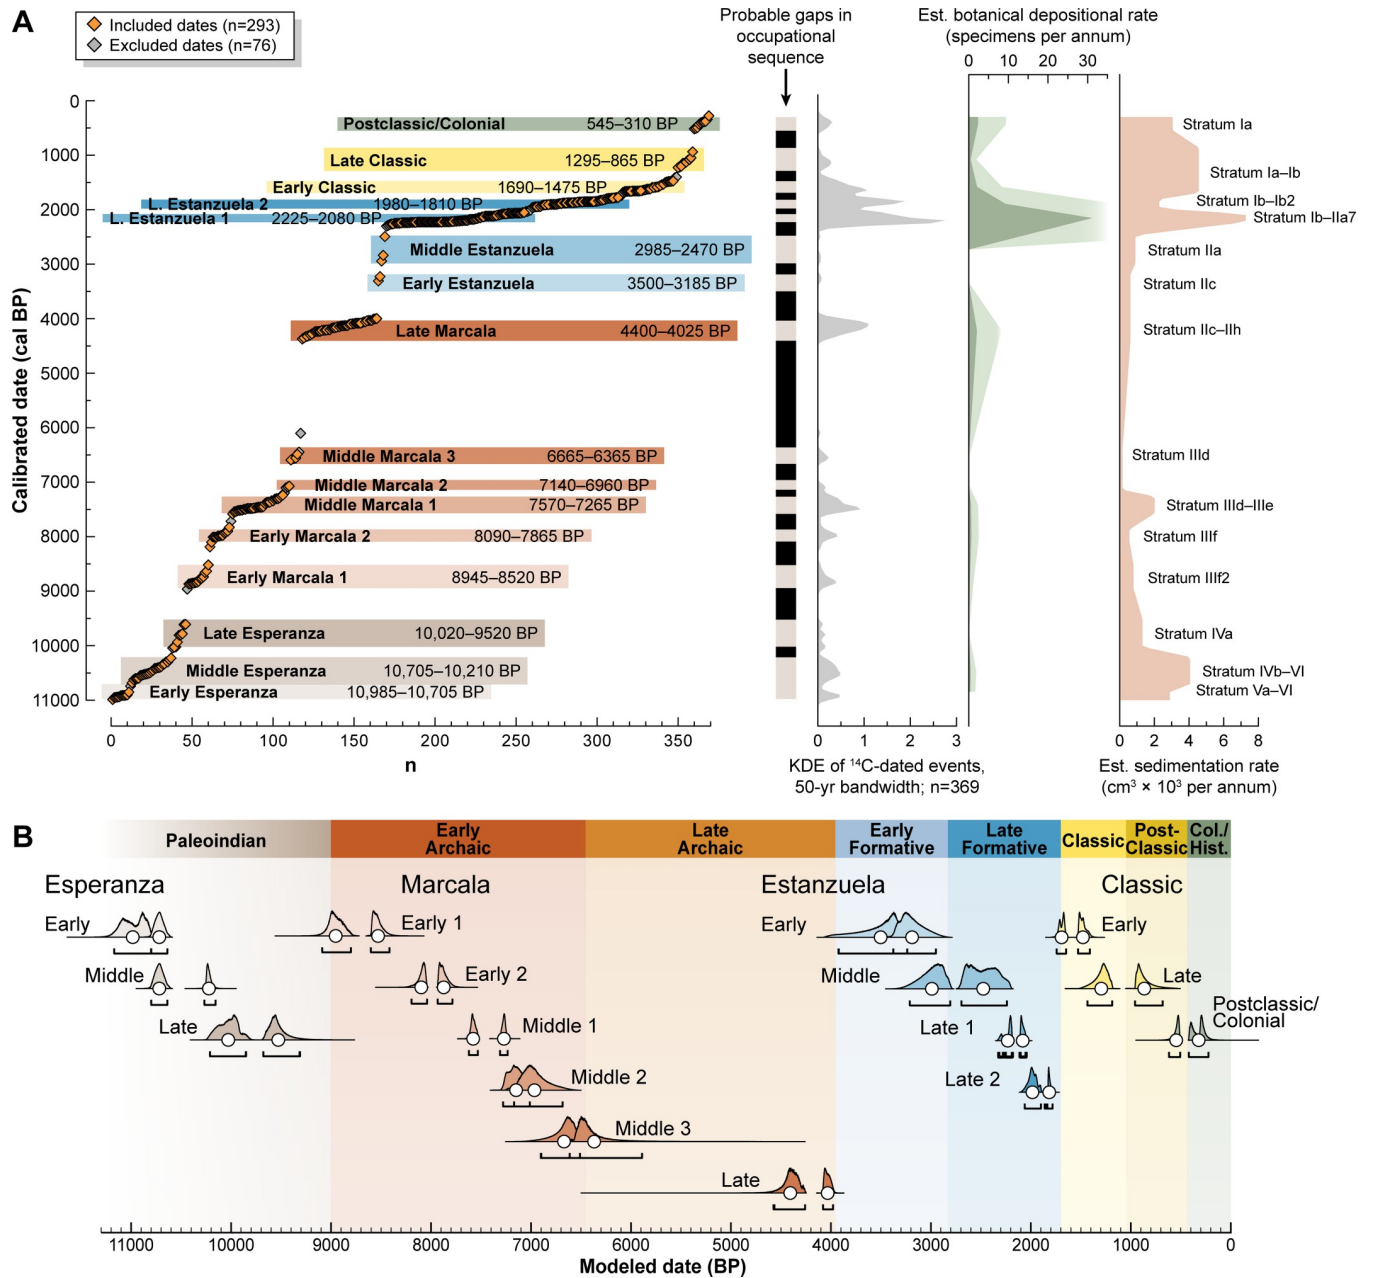 A
Included dates (n=293)
Excluded dates (n=76)
Probable gaps in
occupational
sequence
Est. botanical depositional rate
(specimens per annum)
0 10 20 30
Calibrated date (cal BP)
0
1000
2000
3000
4000
5000
6000
7000
8000
9000
10000
11000
Postclassic/Colonial 545–310 BP
Late Classic 1295–865 BP
Early Classic 1690–1475 BP
L. Estanzuela 2 1980–1810 BP
L. Estanzuela 1 2225–2080 BP
Middle Estanzuela 2985–2470 BP
Early Estanzuela 3500–3185 BP
Late Marcala 4400–4025 BP
Middle Marcala 3 6665–6365 BP
Middle Marcala 2 7140–6960 BP
Middle Marcala 1 7570–7265 BP
Early Marcala 2 8090–7865 BP
Early Marcala 1 8945–8520 BP
Late Esperanza 10,020–9520 BP
Middle Esperanza 10,705–10,210 BP
Early Esperanza 10,985–10,705 BP
Stratum Ia
Stratum Ia–Ib
Stratum Ib–Ib2
Stratum Ib–IIa7
Stratum IIa
Stratum IIc
Stratum IIc–IIh
Stratum IIId
Stratum IIId–IIIe
Stratum IIIf
Stratum IIIf2
Stratum IVa
Stratum IVb–VI
Stratum Va–VI
0 50 100 150 200 250 300 350
n
0 1 2 3
KDE of ¹⁴C-dated events,
50-yr bandwidth; n=369
0 2 4 6 8
Est. sedimentation rate
(cm³ × 10³ per annum)
B
Paleoindian
Early
Archaic
Late
Archaic
Early
Formative
Late
Formative
Classic
Post-
Classic
Col./
Hist.
Esperanza Marcala Estanzuela Classic
Early Early 1 Early Early
Middle Early 2 Middle Late
Late Middle 1 Late 1 Postclassic/
Colonial
Middle 2 Late 2
Middle 3
Late
11000 10000 9000 8000 7000 6000 5000 4000 3000 2000 1000 0
Modeled date (BP)